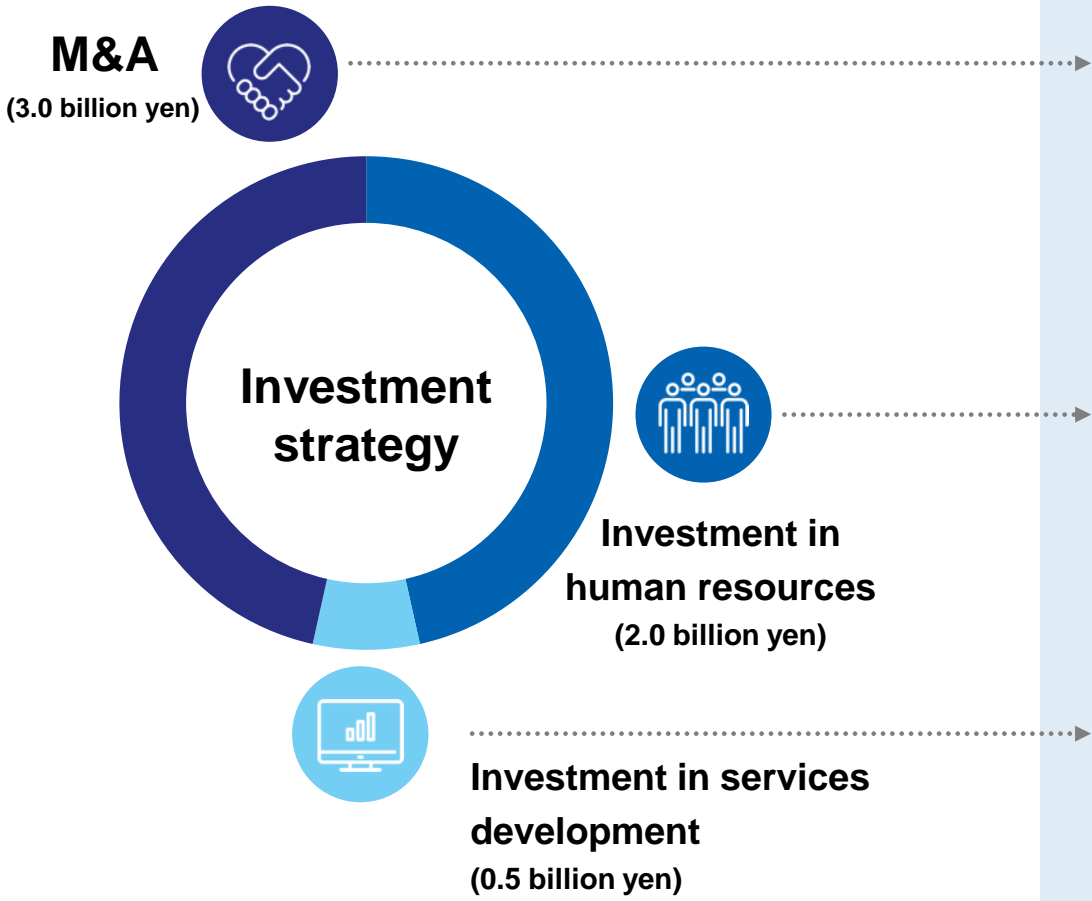 M&A
(3.0 billion yen)
Investment
strategy
Investment in
human resources
(2.0 billion yen)
Investment in services
development
(0.5 billion yen)